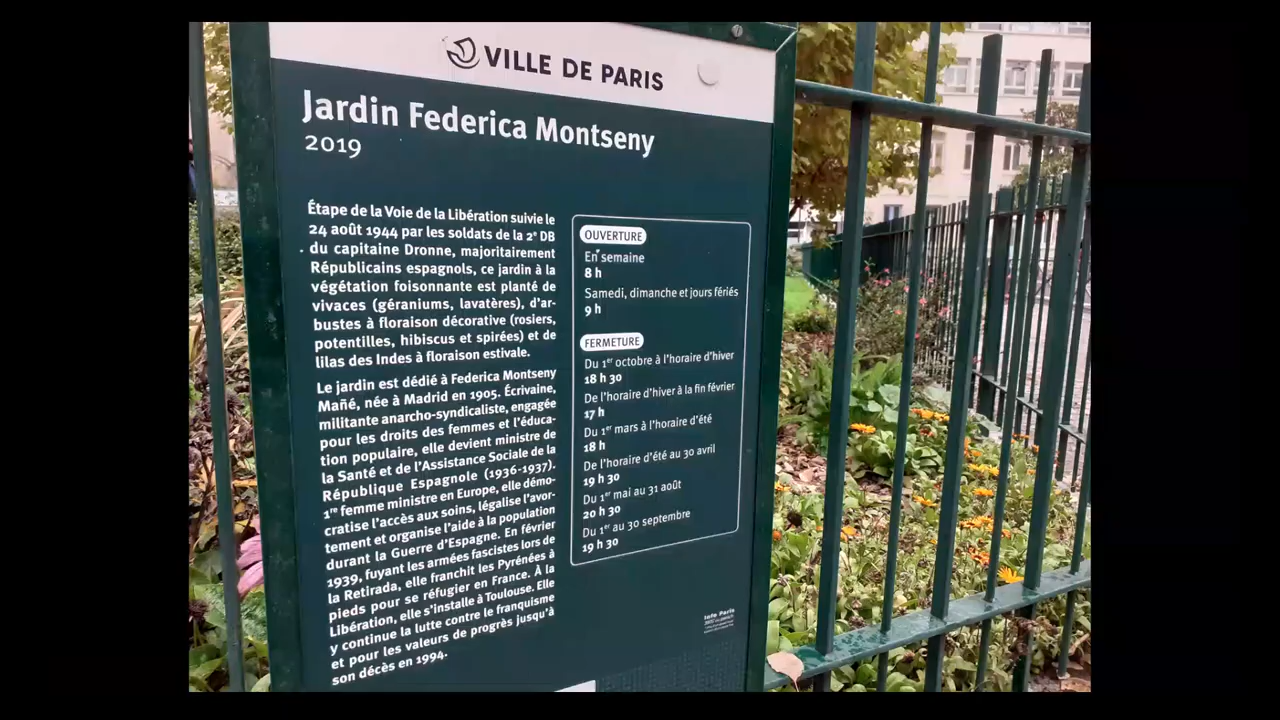 VILLE DE PARIS
Jardin Federica Montseny
2019
Étape de la Voie de la Libération suivie le
24 août 1944 par les soldats de la 2e DB
du capitaine Dronne, majoritairement
Républicains espagnols, ce jardin à la
végétation foisonnante est planté de
vivaces (géraniums, lavatères), d'ar-
bustes à floraison décorative (rosiers,
potentilles, hibiscus et spirées) et de
lilas des Indes à floraison estivale.
Le jardin est dédié à Federica Montseny
Mañé, née à Madrid en 1905. Écrivaine,
militante anarcho-syndicaliste, engagée
pour les droits des femmes et l'éduca-
tion populaire, elle devient ministre de
la Santé et de l'Assistance Sociale de la
République Espagnole (1936-1937).
1re femme ministre en Europe, elle démo-
cratise l'accès aux soins, légalise l'avor-
tement et organise l'aide à la population
durant la Guerre d'Espagne. En février
1939, fuyant les armées fascistes lors de
la Retirada, elle franchit les Pyrénées à
pieds pour se réfugier en France. À la
Libération, elle s'installe à Toulouse. Elle
y continue la lutte contre le franquisme
et pour les valeurs de progrès jusqu'à
son décès en 1994.
OUVERTURE
En semaine
8 h
Samedi, dimanche et jours fériés
9 h
FERMETURE
Du 1er octobre à l'horaire d'hiver
18 h 30
De l'horaire d'hiver à la fin février
17 h
Du 1er mars à l'horaire d'été
18 h
De l'horaire d'été au 30 avril
19 h 30
Du 1er mai au 31 août
20 h 30
Du 1er au 30 septembre
19 h 30
Info Paris